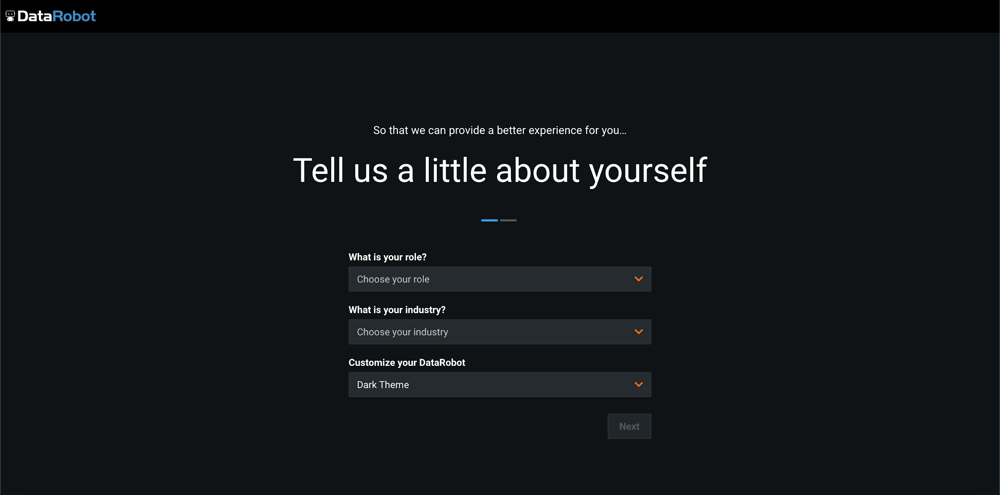 DataRobot
So that we can provide a better experience for you...
Tell us a little about yourself
What is your role?
Choose your role
What is your industry?
Choose your industry
Customize your DataRobot
Dark Theme
Next